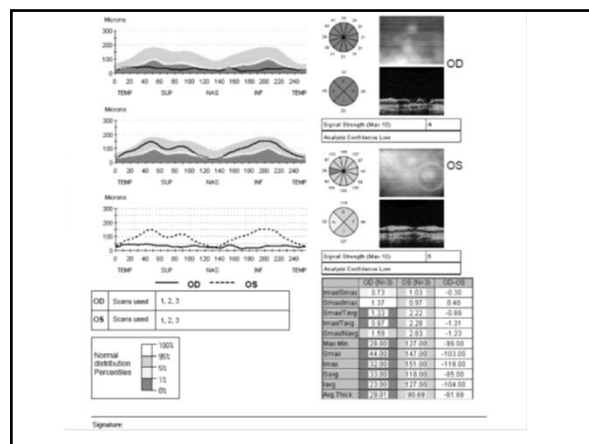 Microns
300
200
100
0
0 20 40 60 80 100 120 140 160 180 200 220 240
TEMP SUP NAS INF TEMP
OD
Signal Strength (Max 10) 4
Analysis Confidence Low
Microns
300
200
100
0
0 20 40 60 80 100 120 140 160 180 200 220 240
TEMP SUP NAS INF TEMP
OS
Signal Strength (Max 10) 5
Analysis Confidence Low
Microns
300
200
100
0
0 20 40 60 80 100 120 140 160 180 200 220 240
TEMP SUP NAS INF TEMP
OD OS
OD Scans used 1, 2, 3
OS Scans used 1, 2, 3
Normal
distribution
Percentiles
100%
95%
5%
1%
0%
OD (N=3) OS (N=3) OD-OS
Imax/Smax 0.73 1.03 -0.30
Smax/Imax 1.37 0.97 0.40
Smax/Tavg 1.33 2.22 -0.89
Imax/Tavg 0.97 2.28 -1.31
Smax/Navg 1.59 2.83 -1.23
Max-Min 28.00 127.00 -99.00
Smax 44.00 147.00 -103.00
Imax 32.00 151.00 -119.00
Savg 33.00 118.00 -85.00
Iavg 23.00 127.00 -104.00
Avg.Thick 29.01 90.69 -61.68
Signature: